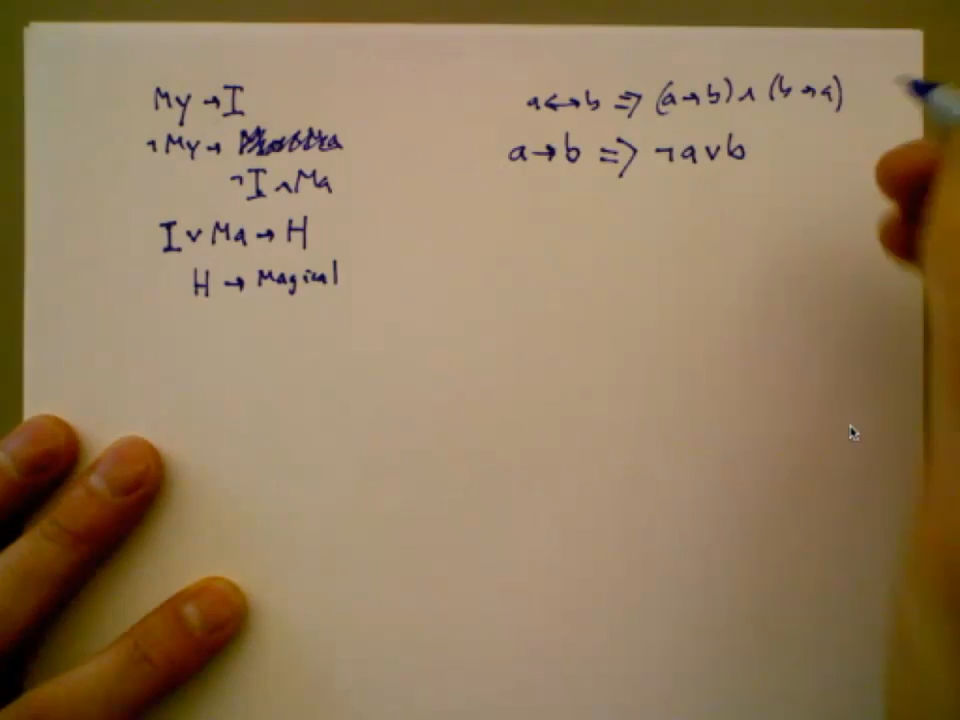 My → I
¬My →
¬I ∧ Ma
I ∨ Ma → H
H → Magical
a ↔ b ⇒ (a → b) ∧ (b → a)
a → b ⇒ ¬a ∨ b